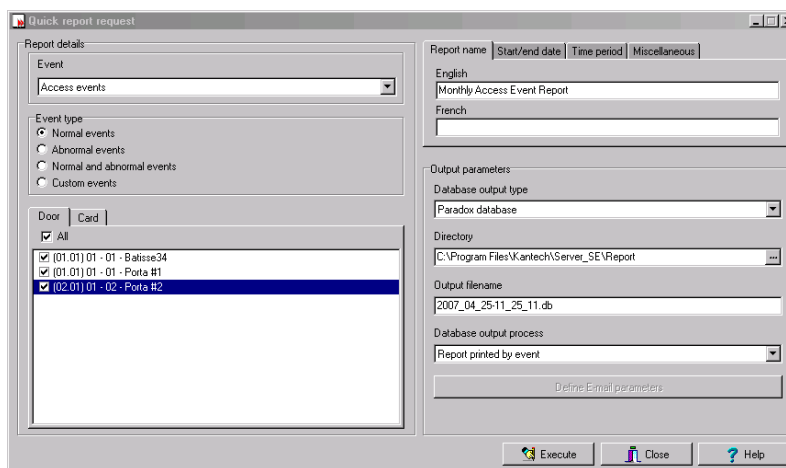 Quick report request
Report details
Event
Access events
Event type
Normal events
Abnormal events
Normal and abnormal events
Custom events
Door Card
All
(01.01) 01 - 01 - Batisse34
(01.01) 01 - 01 - Porta #1
(02.01) 01 - 02 - Porta #2
Report name Start/end date Time period Miscellaneous
English
Monthly Access Event Report
French
Output parameters
Database output type
Paradox database
Directory
C:\Program Files\Kantech\Server_SE\Report
...
Output filename
2007_04_25-11_25_11.db
Database output process
Report printed by event
Define E-mail parameters
Execute Close ? Help